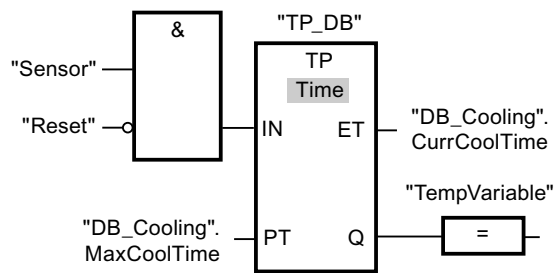 &
"TP_DB"
"Sensor"
TP
Time
"Reset"
IN
ET
"DB_Cooling".
CurrCoolTime
"TempVariable"
"DB_Cooling".
MaxCoolTime
PT
Q
=